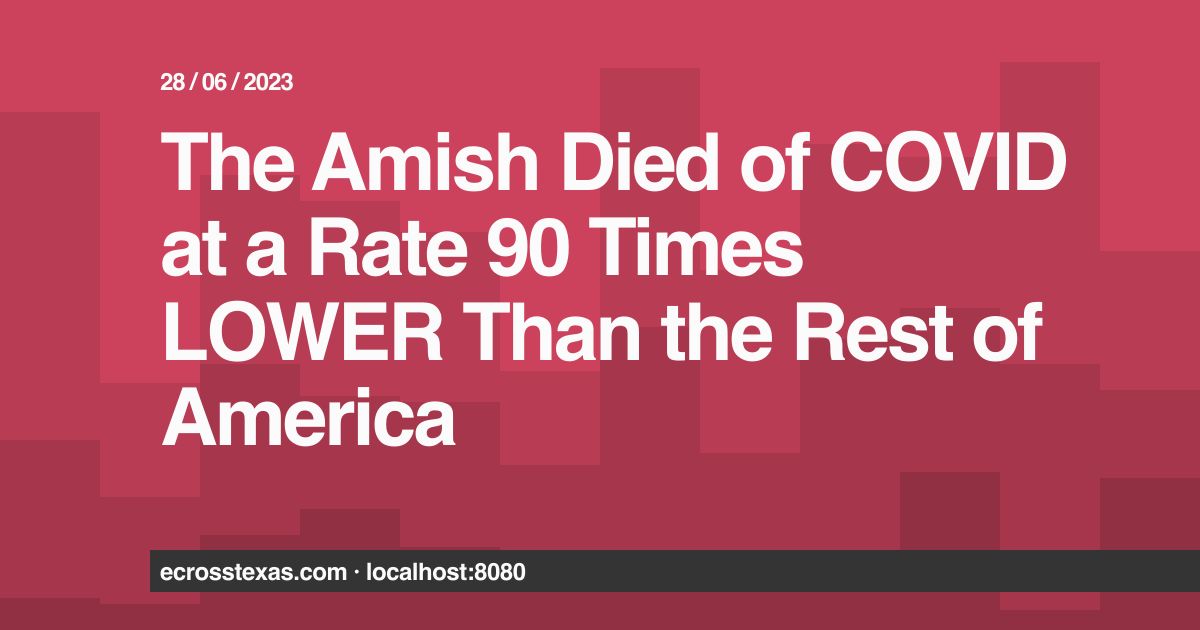 28 / 06 / 2023
The Amish Died of COVID
at a Rate 90 Times
LOWER Than the Rest of
America
ecrosstexas.com · localhost:8080